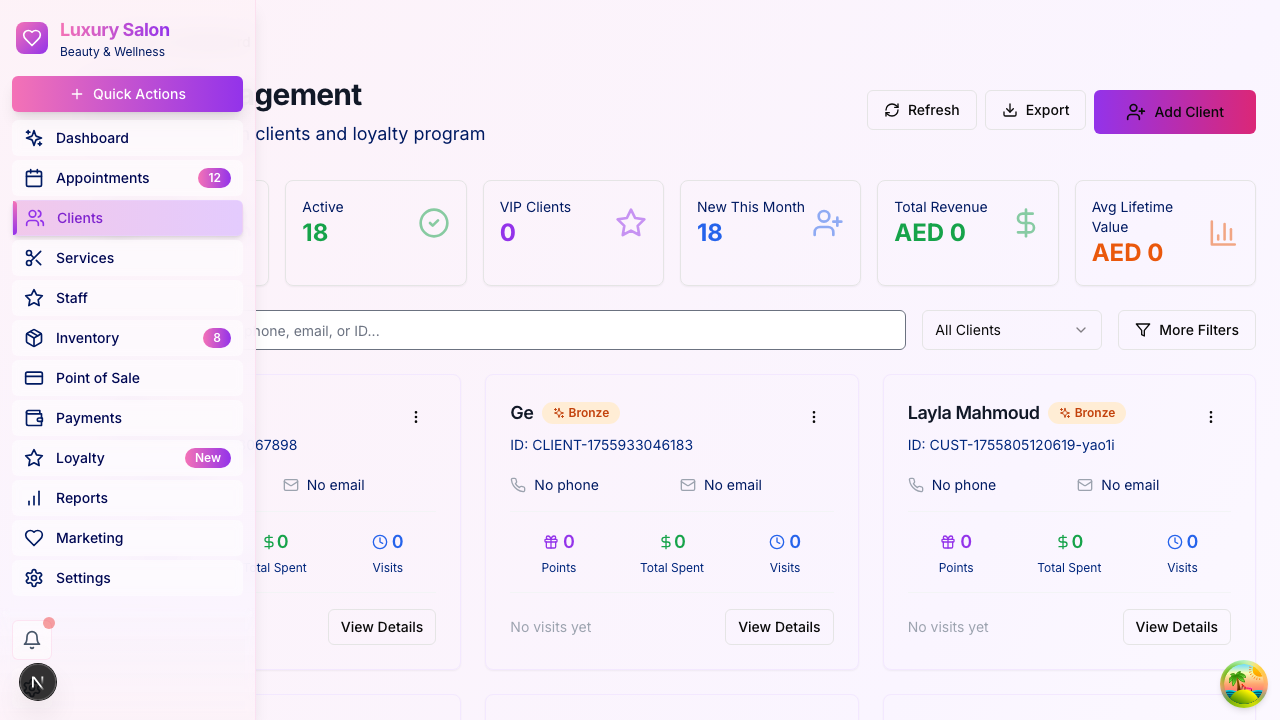 Luxury Salon
Beauty & Wellness
Quick Actions
Dashboard
Appointments 12
Clients
Services
Staff
Inventory 8
Point of Sale
Payments
Loyalty New
Reports
Marketing
Settings
N
gement
clients and loyalty program
Refresh
Export
Add Client
Active
18
VIP Clients
0
New This Month
18
Total Revenue
AED 0
Avg Lifetime
Value
AED 0
hone, email, or ID...
All Clients
More Filters
67898
No email
$0
tal Spent
0
Visits
View Details
Ge Bronze
ID: CLIENT-1755933046183
No phone
No email
0
Points
$0
Total Spent
0
Visits
No visits yet
View Details
Layla Mahmoud Bronze
ID: CUST-1755805120619-yao1i
No phone
No email
0
Points
$0
Total Spent
0
Visits
No visits yet
View Details